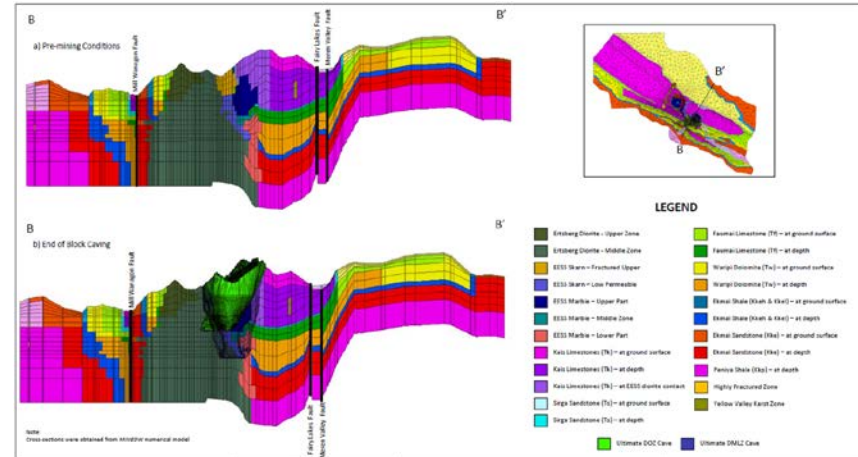 B
B'
a) Pre-mining Conditions
Mill Wanagon Fault
Fairy Lakes Fault
Meren Valley Fault
B'
B
B
B'
b) End of Block Caving
Mill Wanagon Fault
Fairy Lakes Fault
Meren Valley Fault
Note:
Cross-sections were obtained from MINEDW numerical model
LEGEND
Ertsberg Diorite - Upper Zone
Ertsberg Diorite - Middle Zone
EESS Skarn – Fractured Upper
EESS Skarn – Low Permeable
EESS Marble – Upper Part
EESS Marble – Middle Zone
EESS Marble – Lower Part
Kais Limestones (Tk) – at ground surface
Kais Limestones (Tk) – at depth
Kais Limestones (Tk) – at EESS diorite contact
Sirga Sandstone (Ts) – at ground surface
Sirga Sandstone (Ts) – at depth
Faumai Limestone (Tf) – at ground surface
Faumai Limestone (Tf) – at depth
Waripi Dolomite (Tw) – at ground surface
Waripi Dolomite (Tw) – at depth
Ekmai Shale (Kkeh & Kkel) – at ground surface
Ekmai Shale (Kkeh & Kkel) – at depth
Ekmai Sandstone (Kke) – at ground surface
Ekmai Sandstone (Kke) – at depth
Piniya Shale (Kkp) – at depth
Highly Fractured Zone
Yellow Valley Karst Zone
Ultimate DOZ Cave
Ultimate DMLZ Cave